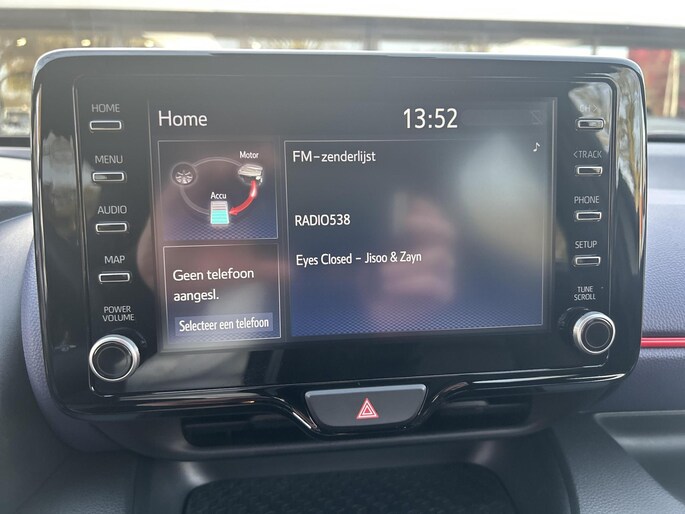 HOME
MENU
AUDIO
MAP
POWER
VOLUME
Home
13:52
Motor
Accu
Geen telefoon
aangesl.
Selecteer een telefoon
FM-zenderlijst
RADIO538
Eyes Closed - Jisoo & Zayn
<TRACK
PHONE
SETUP
TUNE
SCROLL